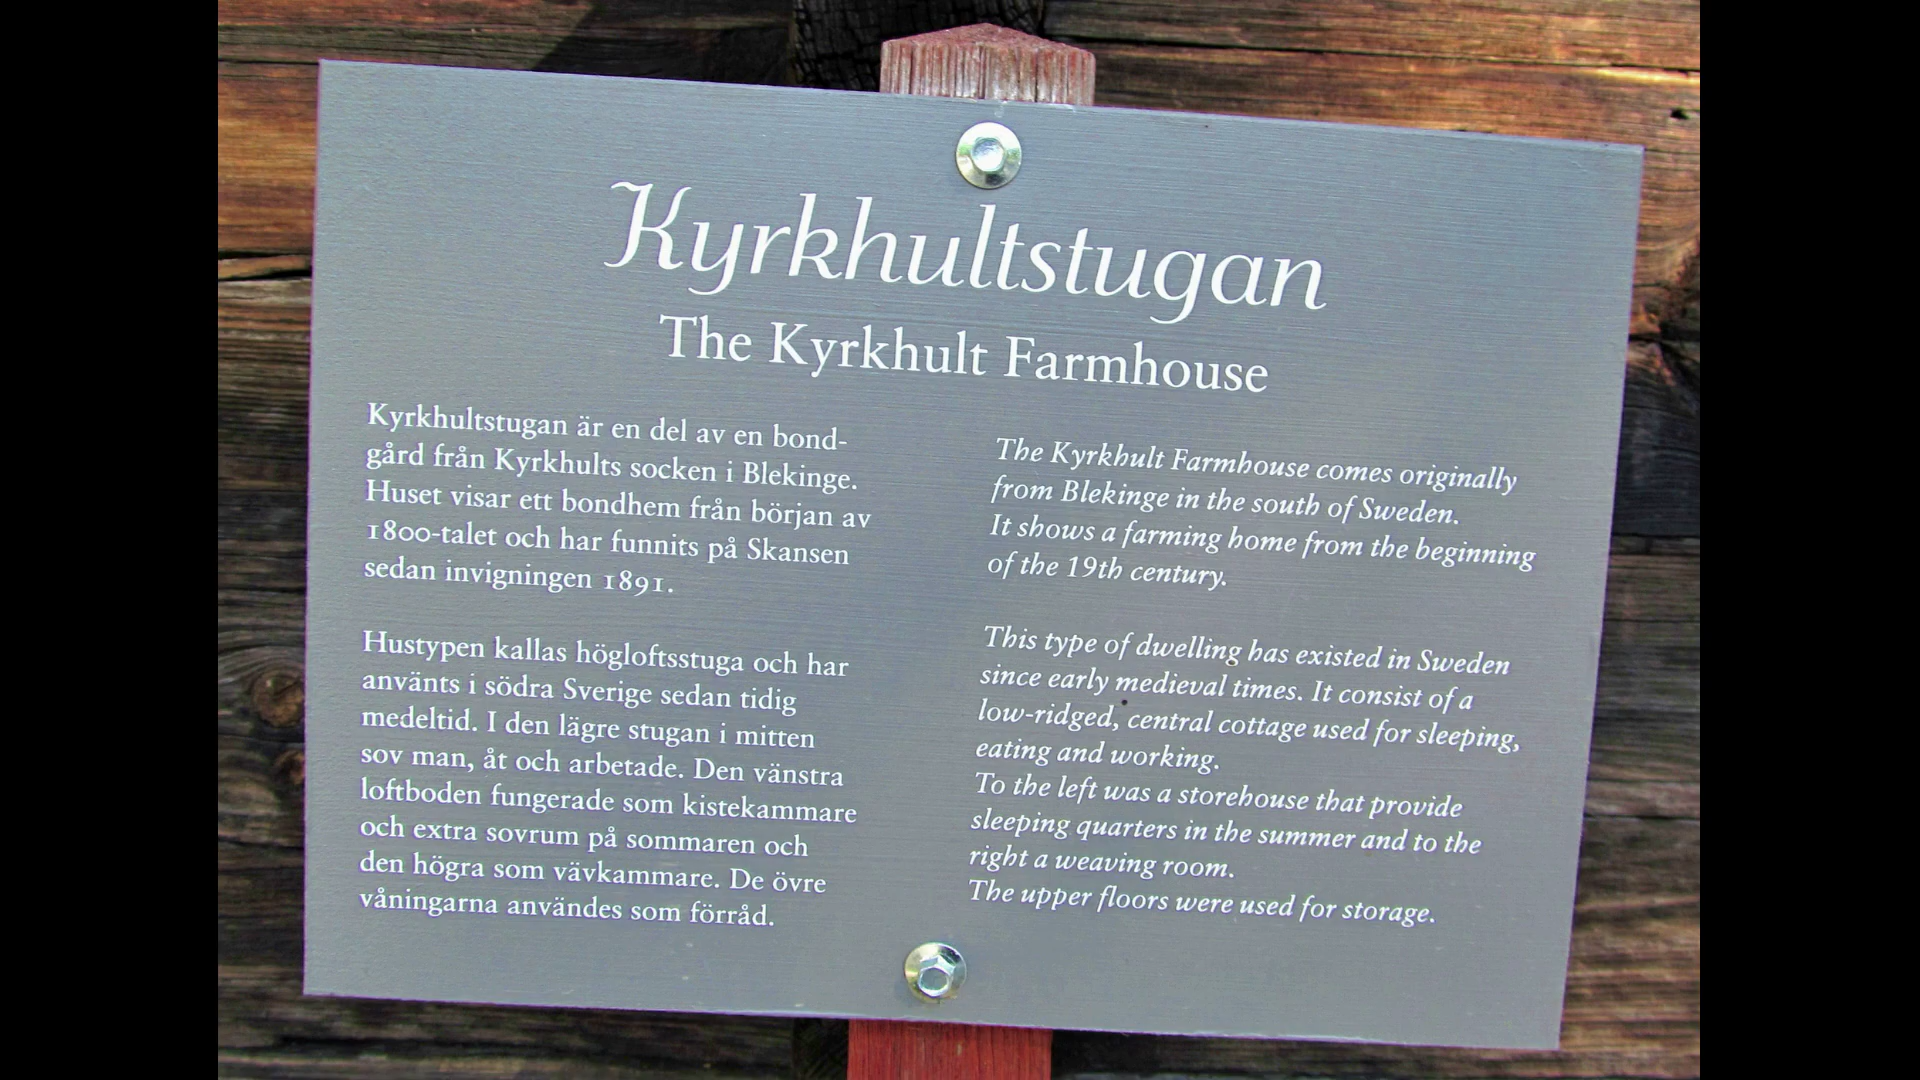 Kyrkhultstugan
The Kyrkhult Farmhouse
Kyrkhultstugan är en del av en bond-
gård från Kyrkhults socken i Blekinge.
Huset visar ett bondhem från början av
1800-talet och har funnits på Skansen
sedan invigningen 1891.
Hustypen kallas högloftsstuga och har
använts i södra Sverige sedan tidig
medeltid. I den lägre stugan i mitten
sov man, åt och arbetade. Den vänstra
loftboden fungerade som kistekammare
och extra sovrum på sommaren och
den högra som vävkammare. De övre
våningarna användes som förråd.
The Kyrkhult Farmhouse comes originally
from Blekinge in the south of Sweden.
It shows a farming home from the beginning
of the 19th century.
This type of dwelling has existed in Sweden
since early medieval times. It consist of a
low-ridged, central cottage used for sleeping,
eating and working.
To the left was a storehouse that provide
sleeping quarters in the summer and to the
right a weaving room.
The upper floors were used for storage.